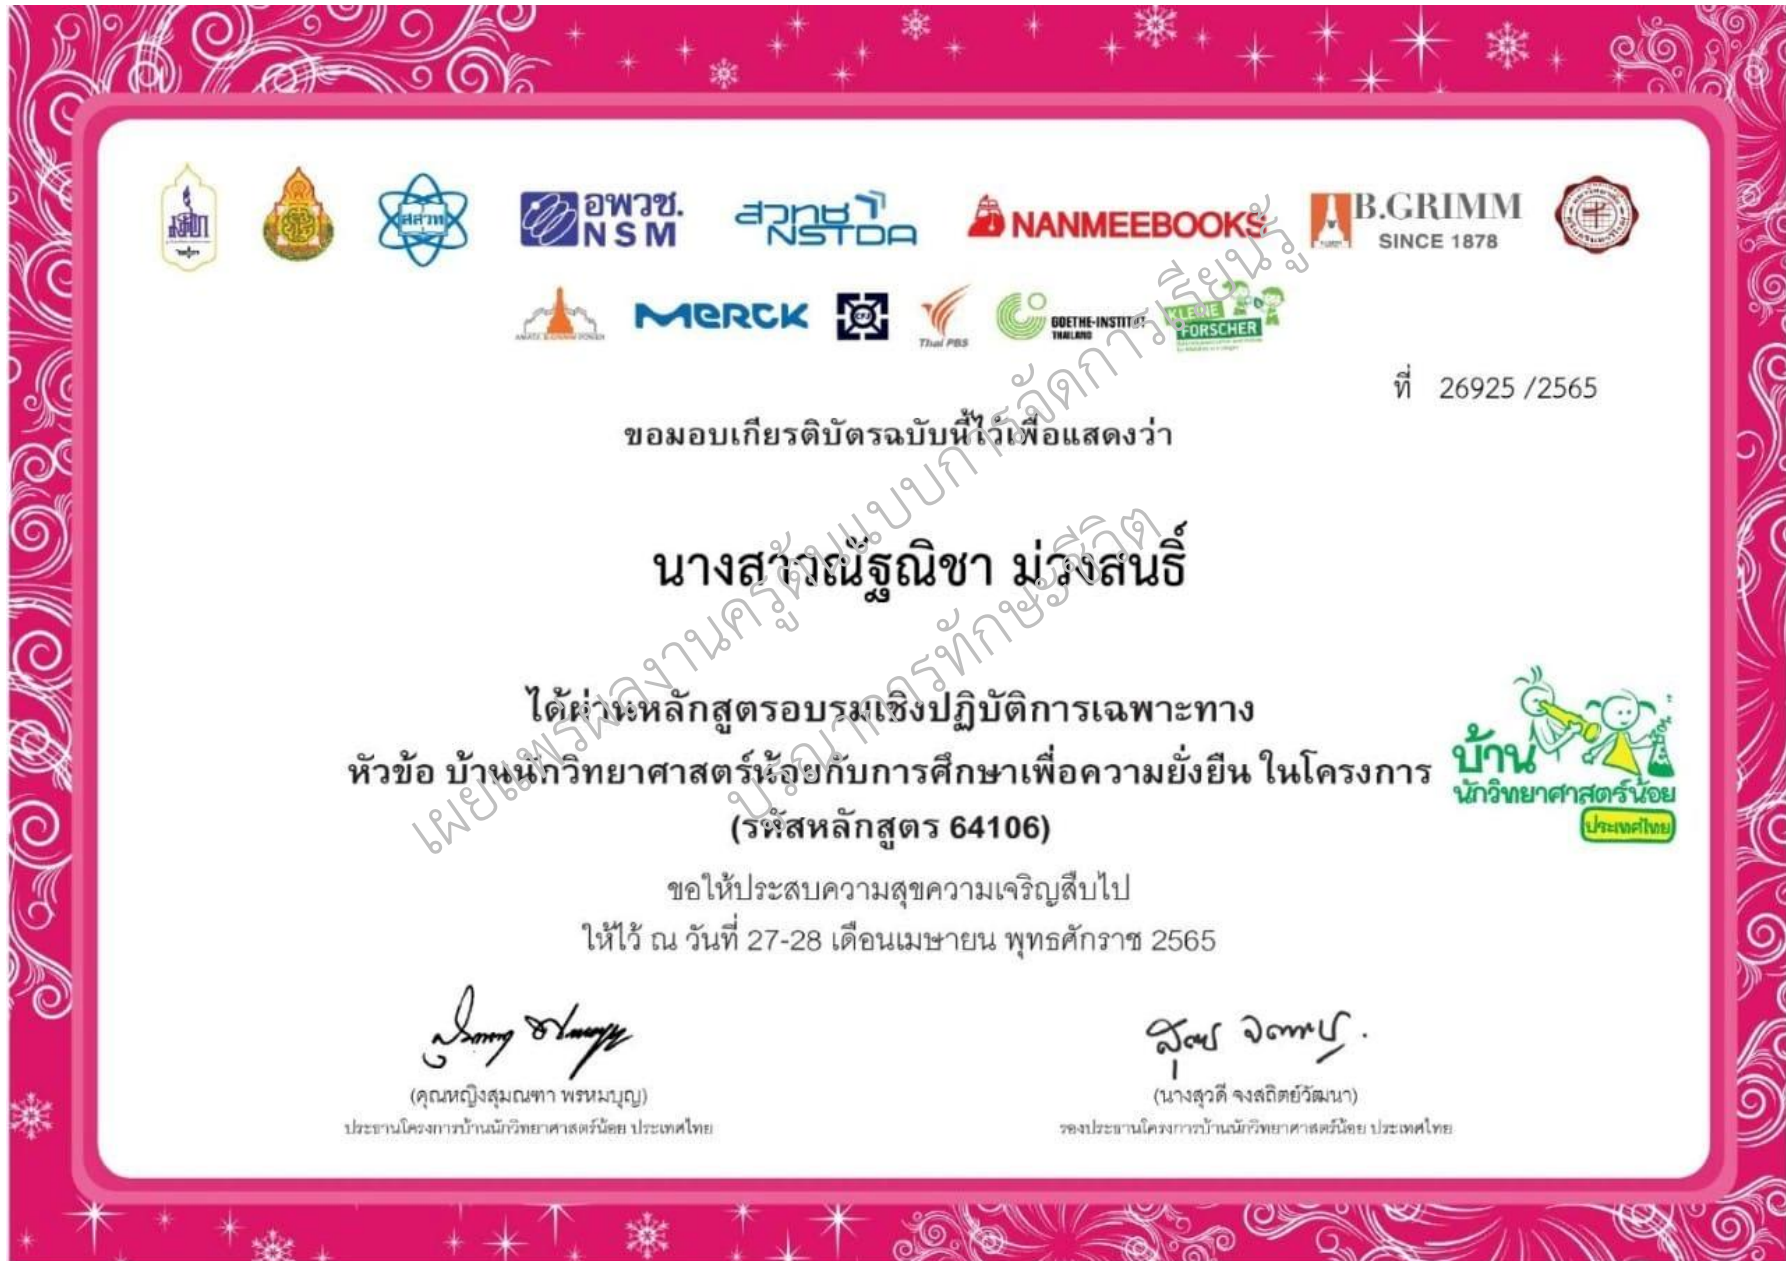 สสวท
อพวช.
NSM
สวทช
NSTDA
NANMEEBOOKS
B.GRIMM
SINCE 1878
AMATA B.GRIMM POWER
MERCK
CFJ
Thai PBS
GOETHE-INSTITUT
THAILAND
KLEINE
FORSCHER
ที่ 26925 /2565
ขอมอบเกียรติบัตรฉบับนี้ไว้เพื่อแสดงว่า
นางสาวณัฐณิชา ม่วงสนธิ์
ได้ผ่านหลักสูตรอบรมเชิงปฏิบัติการเฉพาะทาง
หัวข้อ บ้านนักวิทยาศาสตร์น้อยกับการศึกษาเพื่อความยั่งยืน ในโครงการ
บ้าน
นักวิทยาศาสตร์น้อย
ประเทศไทย
(รหัสหลักสูตร 64106)
ขอให้ประสบความสุขความเจริญสืบไป
ให้ไว้ ณ วันที่ 27-28 เดือนเมษายน พุทธศักราช 2565
(คุณหญิงสุมณฑา พรหมบุญ)
ประธานโครงการบ้านนักวิทยาศาสตร์น้อย ประเทศไทย
(นางสุวดี จงสถิตย์วัฒนา)
รองประธานโครงการบ้านนักวิทยาศาสตร์น้อย ประเทศไทย
เผยแพร่ผลงานครูต้นแบบการจัดการเรียนรู้
บูรณาการทักษะชีวิต